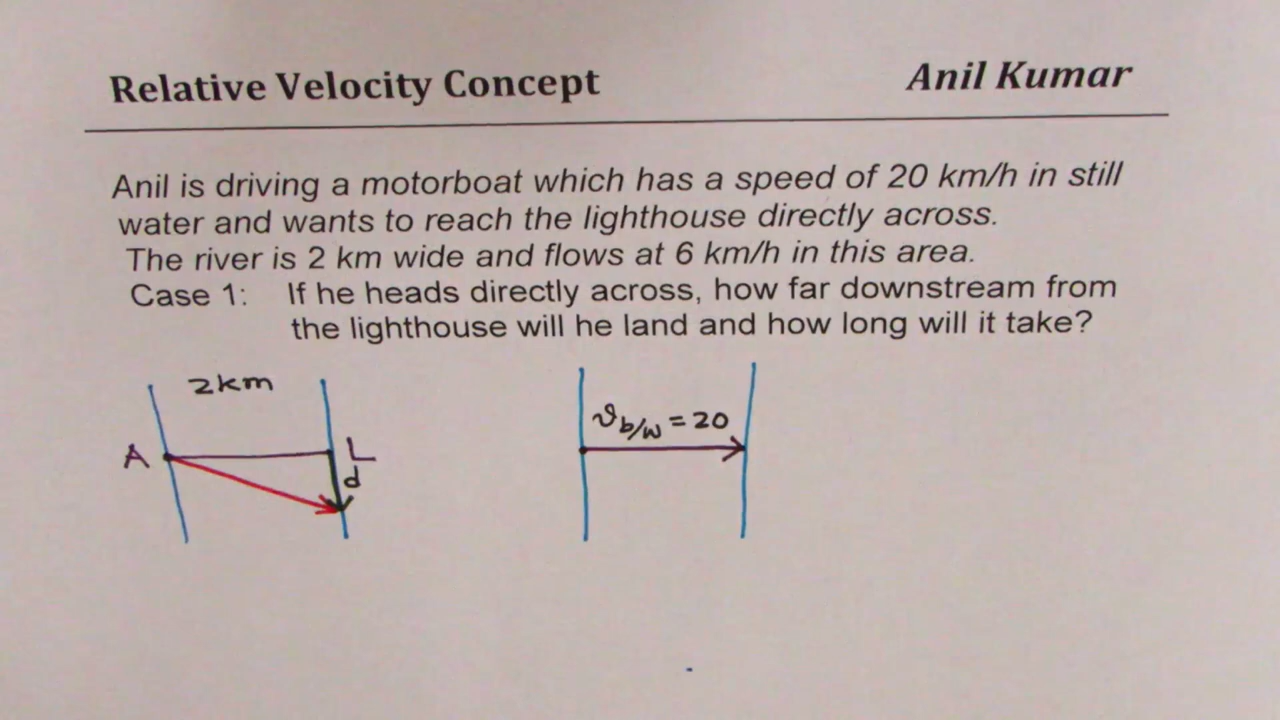 Relative Velocity Concept Anil Kumar
Anil is driving a motorboat which has a speed of 20 km/h in still
water and wants to reach the lighthouse directly across.
The river is 2 km wide and flows at 6 km/h in this area.
Case 1: If he heads directly across, how far downstream from
the lighthouse will he land and how long will it take?
2km
A L
d
𝜗b/w = 20